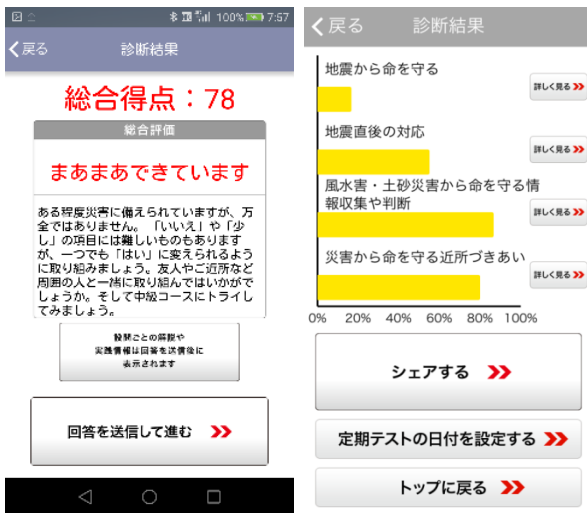 100% 7:57
戻る 診断結果
総合得点：78
総合評価
まあまあできています
ある程度災害に備えられていますが、万
全ではありません。「いいえ」や「少
し」の項目には難しいものもあります
が、一つでも「はい」に変えられるよう
に取り組みましょう。友人やご近所など
周囲の人と一緒に取り組んではいかがで
しょうか。そして中級コースにトライし
てみましょう。
設問ごとの解説や
実践情報は回答を送信後に
表示されます
回答を送信して進む
戻る 診断結果
地震から命を守る
詳しく見る
地震直後の対応
詳しく見る
風水害・土砂災害から命を守る情
報収集や判断
詳しく見る
災害から命を守る近所づきあい
詳しく見る
0% 20% 40% 60% 80% 100%
シェアする
定期テストの日付を設定する
トップに戻る